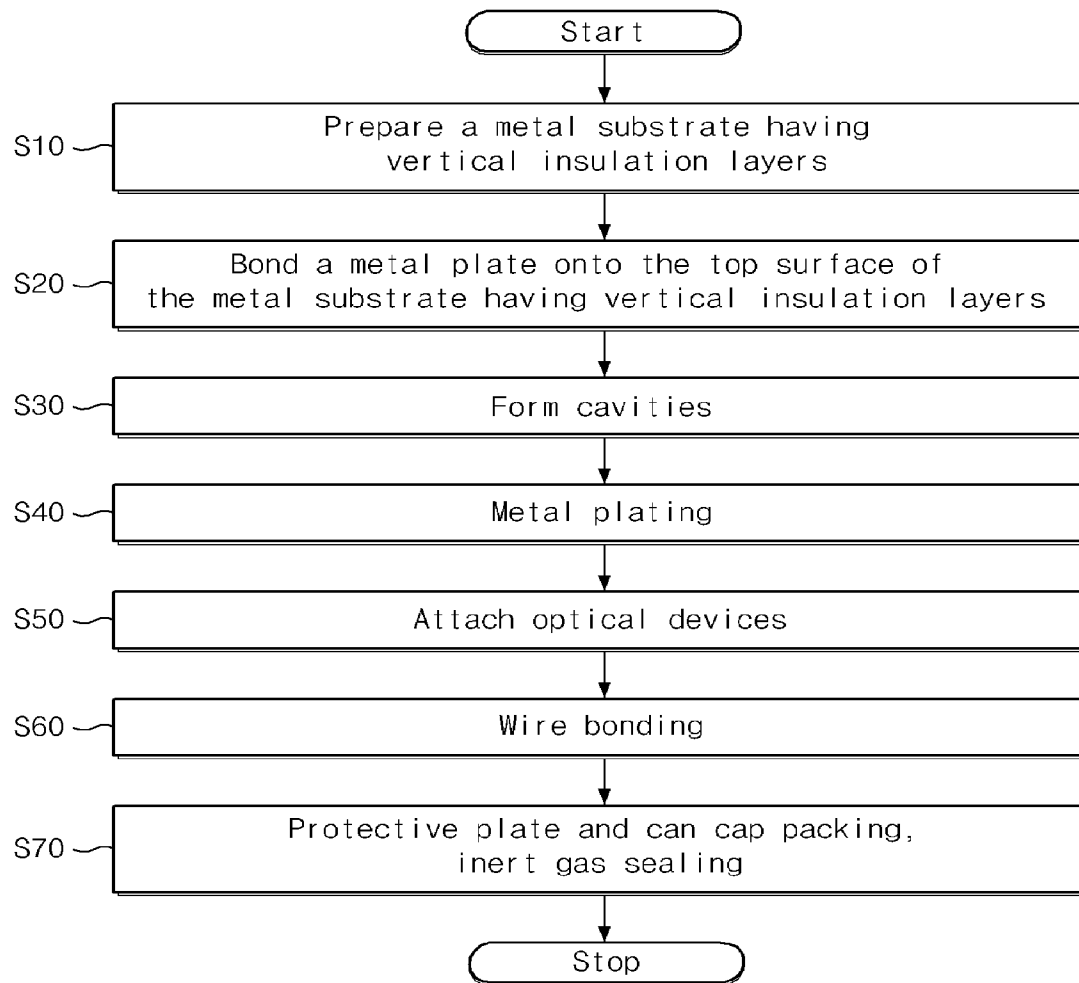 Start
S10
Prepare a metal substrate having
vertical insulation layers
S20
Bond a metal plate onto the top surface of
the metal substrate having vertical insulation layers
S30
Form cavities
S40
Metal plating
S50
Attach optical devices
S60
Wire bonding
S70
Protective plate and can cap packing,
inert gas sealing
Stop